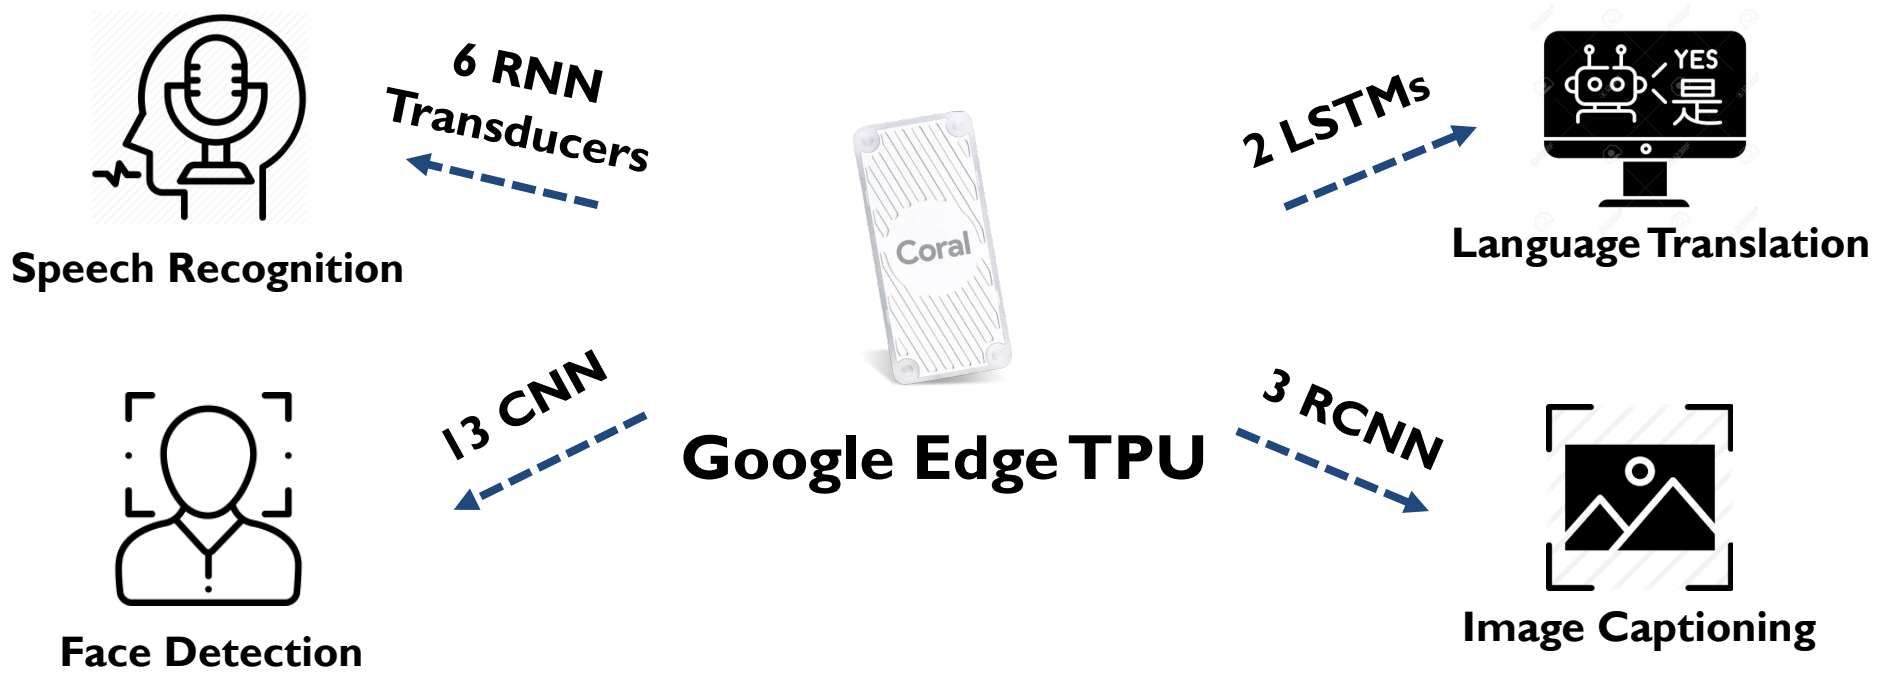 6 RNN
Transducers
Speech Recognition
2 LSTMs
YES
是
Language Translation
Coral
Google Edge TPU
13 CNN
Face Detection
3 RCNN
Image Captioning